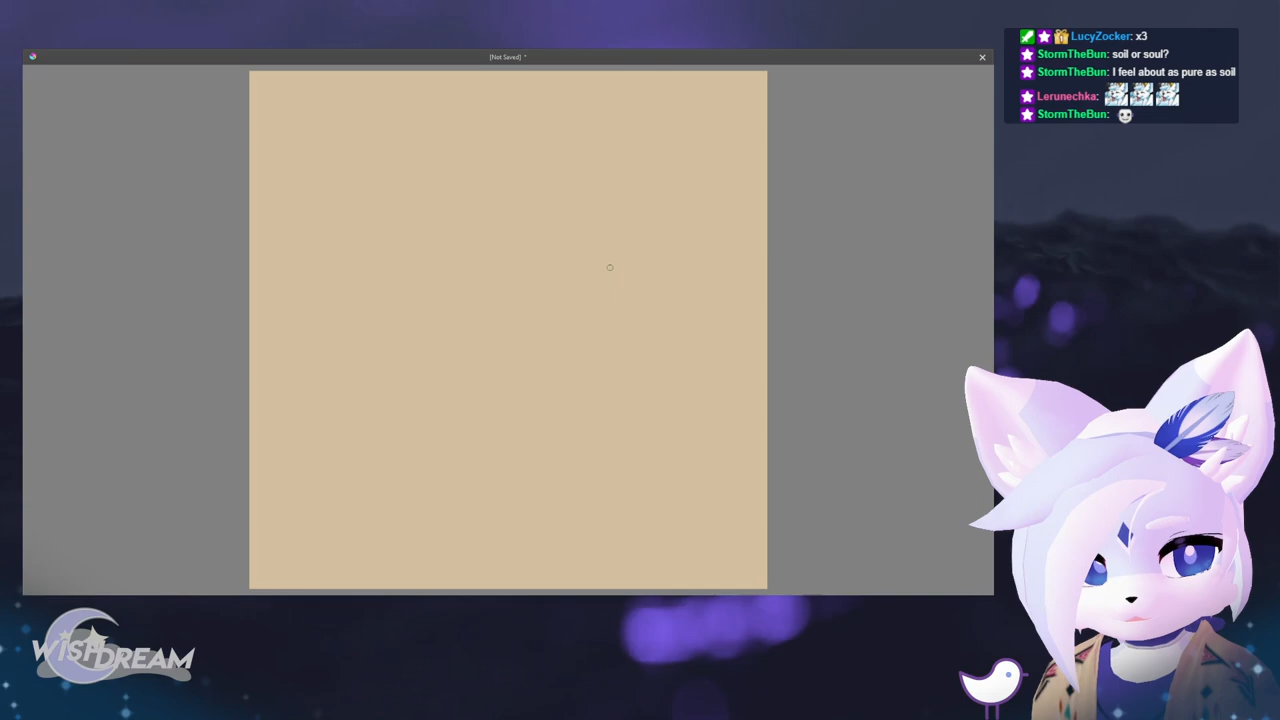 [Not Saved] *
LucyZocker: x3
StormTheBun: soil or soul?
StormTheBun: I feel about as pure as soil
Lerunechka:
StormTheBun:
WISHDREAM